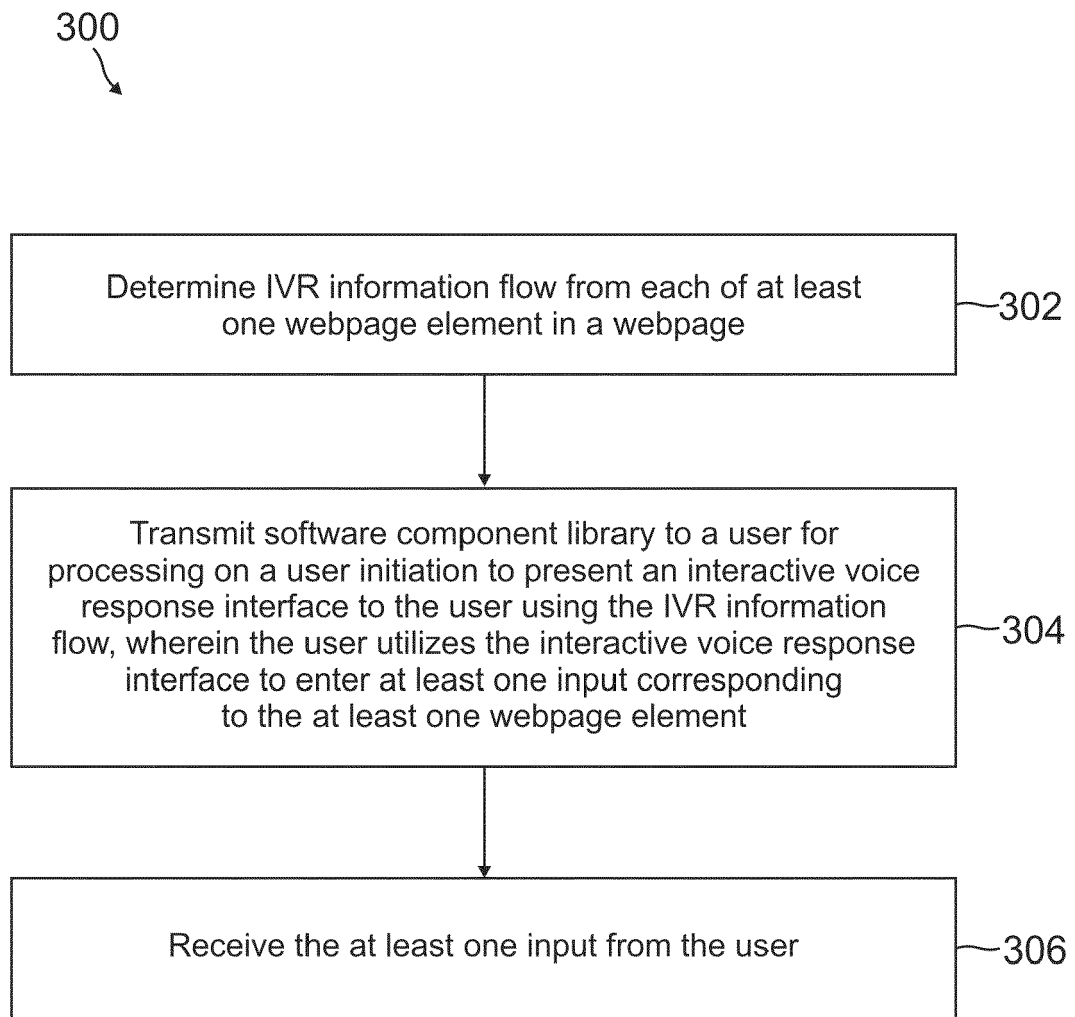 300
Determine IVR information flow from each of at least
one webpage element in a webpage
302
Transmit software component library to a user for
processing on a user initiation to present an interactive voice
response interface to the user using the IVR information
flow, wherein the user utilizes the interactive voice response
interface to enter at least one input corresponding
to the at least one webpage element
304
Receive the at least one input from the user
306